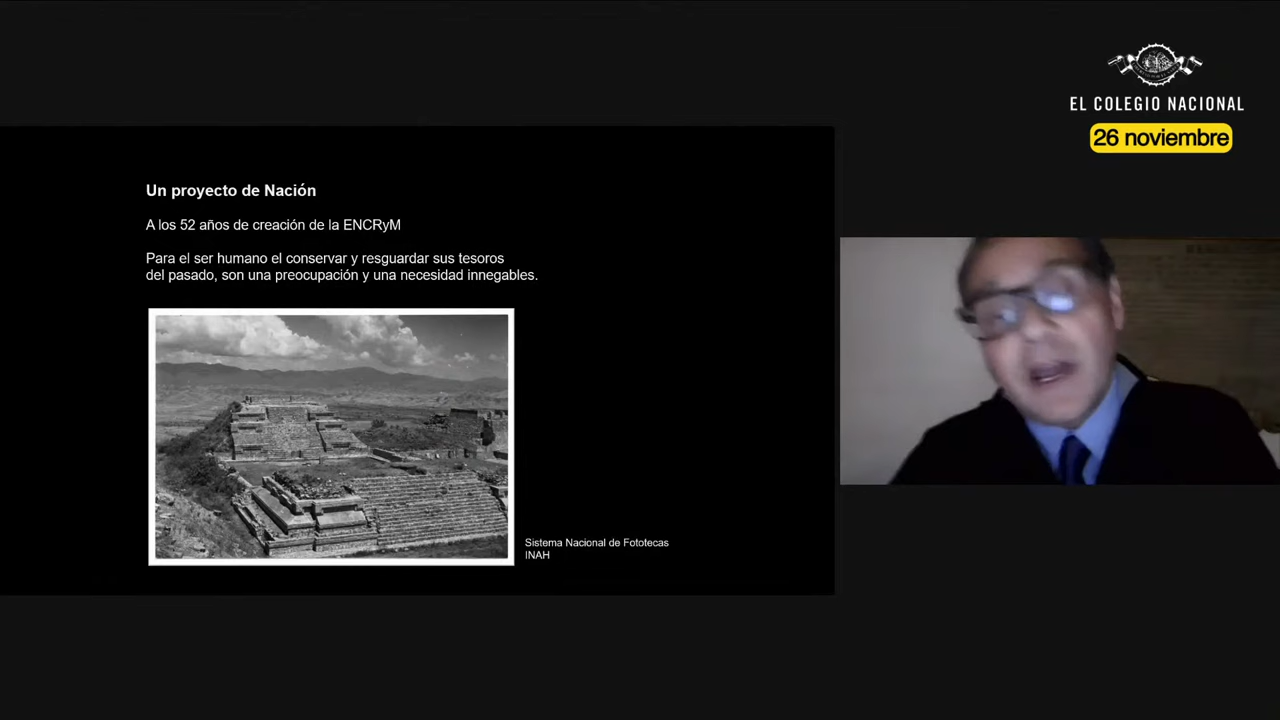 EL COLEGIO NACIONAL
26 noviembre
Un proyecto de Nación
A los 52 años de creación de la ENCRyM
Para el ser humano el conservar y resguardar sus tesoros
del pasado, son una preocupación y una necesidad innegables.
Sistema Nacional de Fototecas
INAH